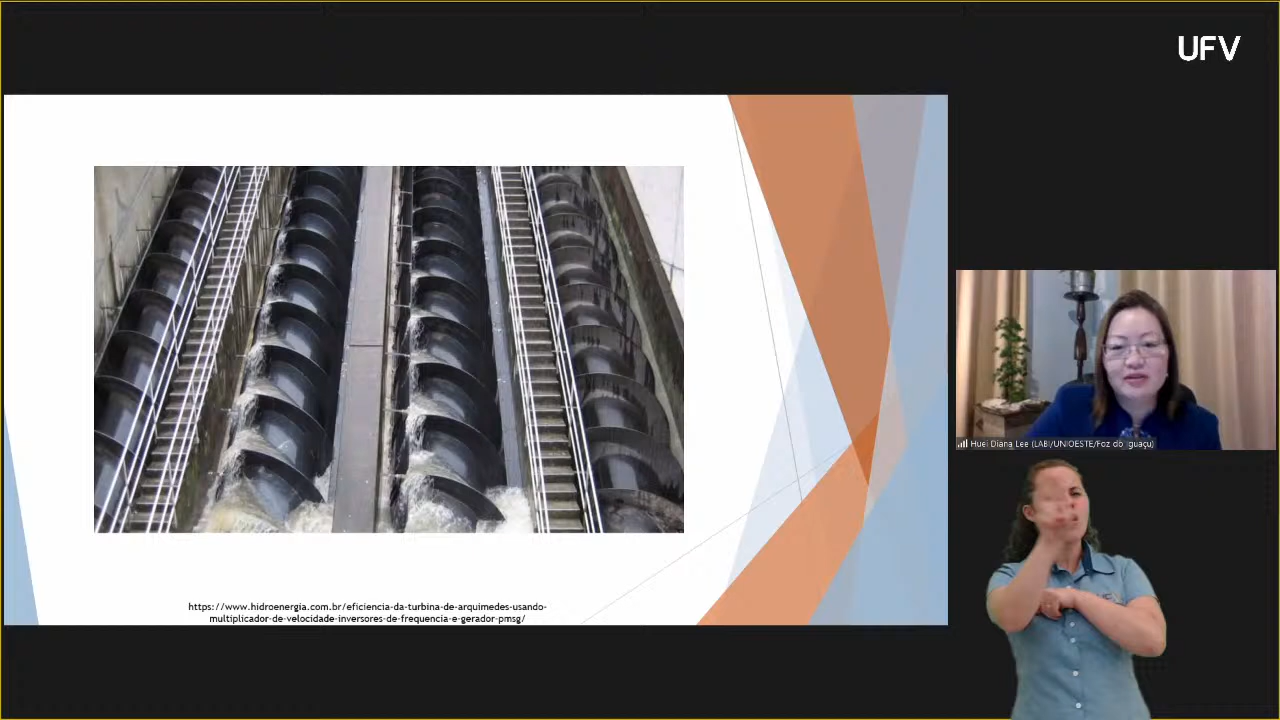 UFV
Huei Diana Lee (LABI/UNIOESTE/Foz do Iguaçu)
https://www.hidroenergia.com.br/eficiencia-da-turbina-de-arquimedes-usando-
multiplicador-de-velocidade-inversores-de-frequencia-e-gerador-pmsg/